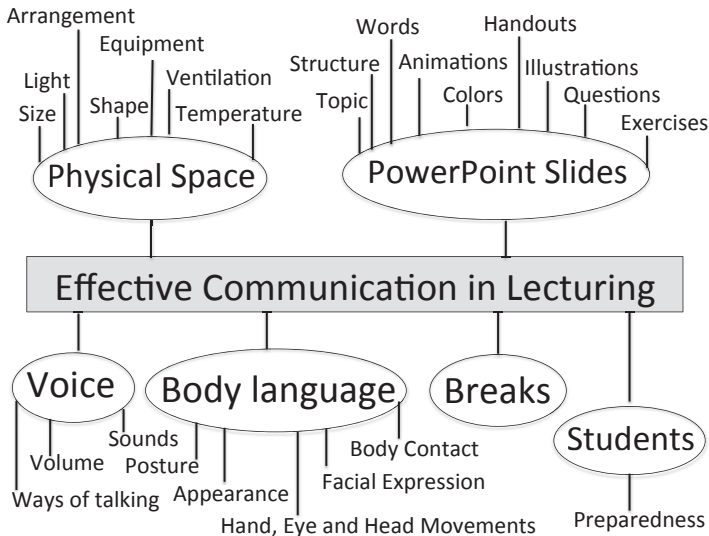 Arrangement
Equipment
Light
Ventilation
Size
Shape
Temperature
Physical Space
Words
Handouts
Structure
Animations
Illustrations
Topic
Colors
Questions
Exercises
PowerPoint Slides
Effective Communication in Lecturing
Voice
Sounds
Volume
Ways of talking
Body language
Posture
Body Contact
Appearance
Facial Expression
Hand, Eye and Head Movements
Breaks
Students
Preparedness